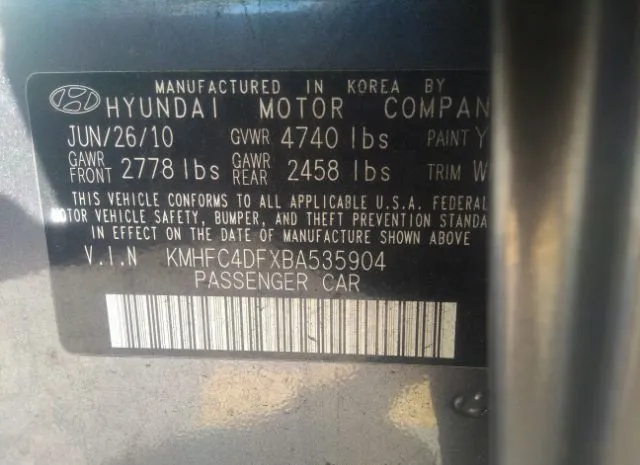 MANUFACTURED IN KOREA BY
HYUNDAI MOTOR COMPAN
JUN/26/10 GVWR 4740 lbs PAINT Y
GAWR FRONT 2778 lbs GAWR REAR 2458 lbs TRIM W
THIS VEHICLE CONFORMS TO ALL APPLICABLE U.S.A. FEDERAL
MOTOR VEHICLE SAFETY, BUMPER, AND THEFT PREVENTION STANDA
IN EFFECT ON THE DATE OF MANUFACTURE SHOWN ABOVE
V.I.N KMHFC4DFXBA535904
PASSENGER CAR